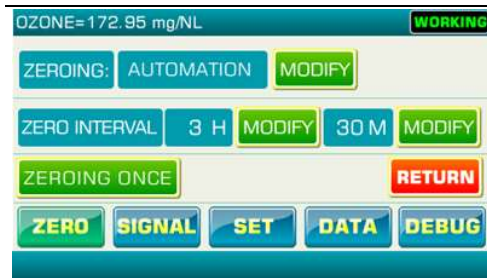 OZONE=172.95 mg/NL WORKING
ZEROING: AUTOMATION MODIFY
ZERO INTERVAL 3 H MODIFY 30 M MODIFY
ZEROING ONCE RETURN
ZERO SIGNAL SET DATA DEBUG